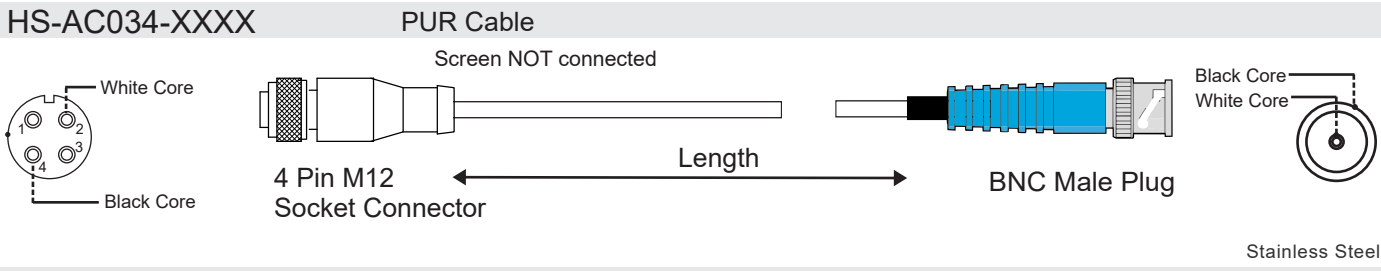 HS-AC034-XXXX PUR Cable
Screen NOT connected
White Core
1 2
4 3
Black Core
4 Pin M12
Socket Connector
Length
BNC Male Plug
Black Core
White Core
Stainless Steel